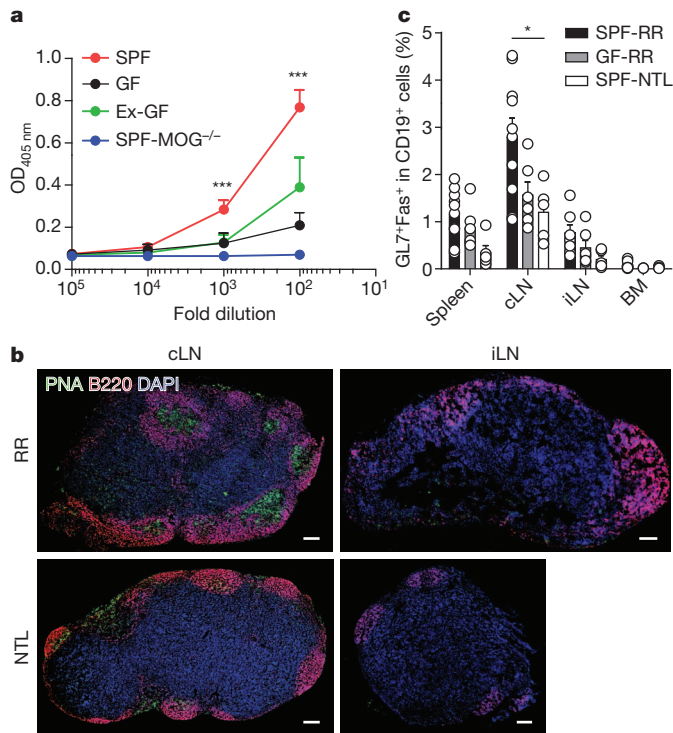 a
OD405 nm
1.0
0.8
0.6
0.4
0.2
0.0
SPF
GF
Ex-GF
SPF-MOG–/–
***
***
10⁵ 10⁴ 10³ 10² 10¹
Fold dilution
c
GL7⁺Fas⁺ in CD19⁺ cells (%)
5
4
3
2
1
0
*
SPF-RR
GF-RR
SPF-NTL
Spleen cLN iLN BM
b
cLN iLN
PNA B220 DAPI
RR
NTL